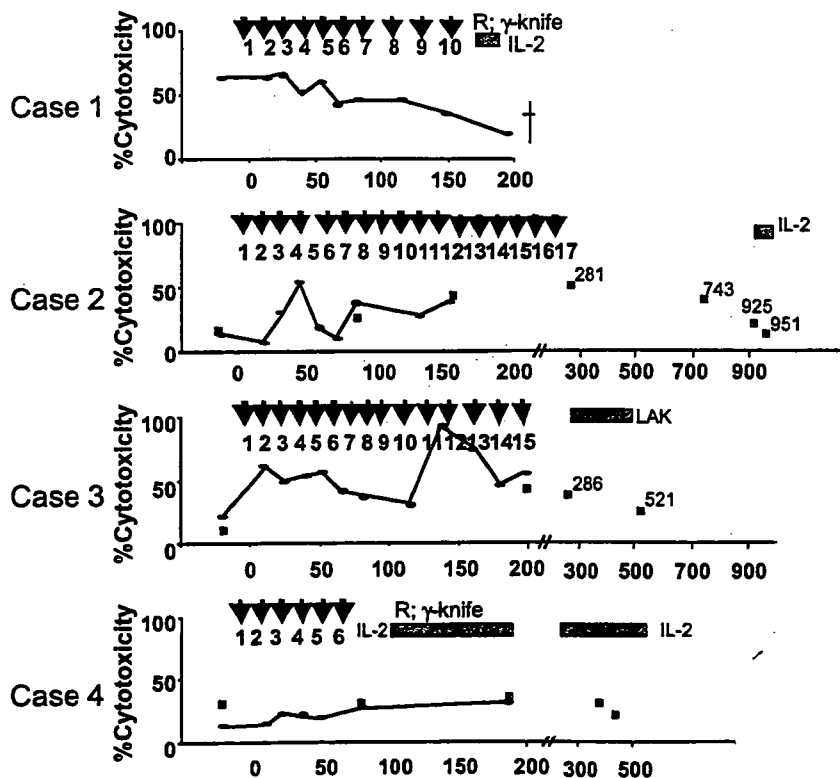 R; γ-knife
100
1 2 3 4 5 6 7 8 9 10
IL-2
Case 1
%Cytotoxicity
50
0
0 50 100 150 200
100
IL-2
1 2 3 4 5 6 7 8 9 10 11 12 13 14 15 16 17
Case 2
%Cytotoxicity
281
50
743
925
951
0
0 50 100 150 200 300 500 700 900
100
LAK
1 2 3 4 5 6 7 8 9 10 11 12 13 14 15
Case 3
%Cytotoxicity
50
286
521
0
0 50 100 150 200 300 500 700 900
R; γ-knife
100
1 2 3 4 5 6
IL-2
IL-2
Case 4
%Cytotoxicity
50
0
0 50 100 150 200 300 500